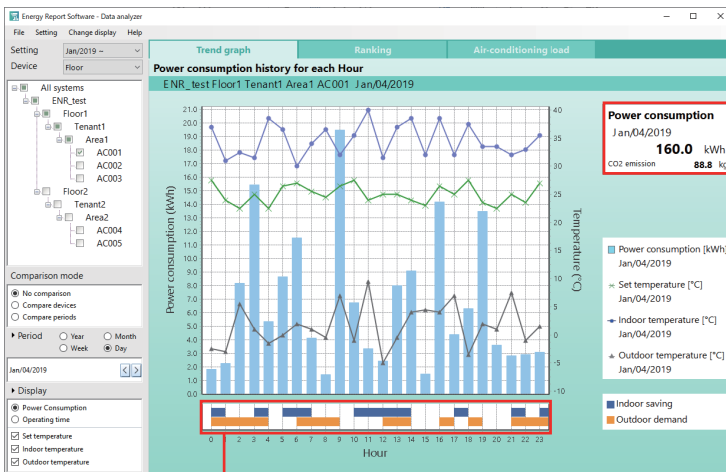 Energy Report Software - Data analyzer
File Setting Change display Help
Setting Jan/2019 ~
Device Floor
All systems
ENR_test
Floor1
Tenant1
Area1
AC001
AC002
AC003
Floor2
Tenant2
Area2
AC004
AC005
Comparison mode
No comparison
Compare devices
Compare periods
Period Year Month
Week Day
Jan/04/2019 < >
Display
Power Consumption
Operating time
Set temperature
Indoor temperature
Outdoor temperature
Trend graph Ranking Air-conditioning load
Power consumption history for each Hour
ENR_test Floor1 Tenant1 Area1 AC001 Jan/04/2019
Power consumption (kWh)
21.0
20.0
19.0
18.0
17.0
16.0
15.0
14.0
13.0
12.0
11.0
10.0
9.0
8.0
7.0
6.0
5.0
4.0
3.0
2.0
1.0
0.0
40
35
30
25
20
15
10
5
0
-5
-10
Temperature (°C)
0 1 2 3 4 5 6 7 8 9 10 11 12 13 14 15 16 17 18 19 20 21 22 23
Hour
Power consumption
Jan/04/2019
160.0 kWh
CO2 emission 88.8 kg
Power consumption [kWh]
Jan/04/2019
Set temperature [°C]
Jan/04/2019
Indoor temperature [°C]
Jan/04/2019
Outdoor temperature [°C]
Jan/04/2019
Indoor saving
Outdoor demand